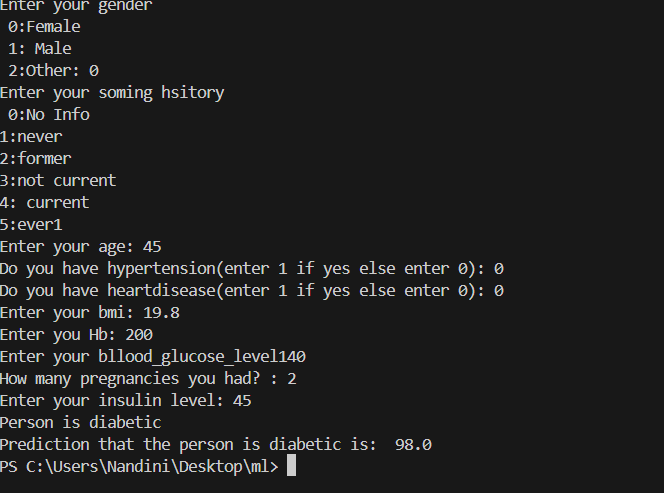 Enter your gender
0:Female
1: Male
2:Other: 0
Enter your soming hsitory
0:No Info
1:never
2:former
3:not current
4: current
5:ever1
Enter your age: 45
Do you have hypertension(enter 1 if yes else enter 0): 0
Do you have heartdisease(enter 1 if yes else enter 0): 0
Enter your bmi: 19.8
Enter you Hb: 200
Enter your bllood_glucose_level140
How many pregnancies you had? : 2
Enter your insulin level: 45
Person is diabetic
Prediction that the person is diabetic is:  98.0
PS C:\Users\Nandini\Desktop\ml>